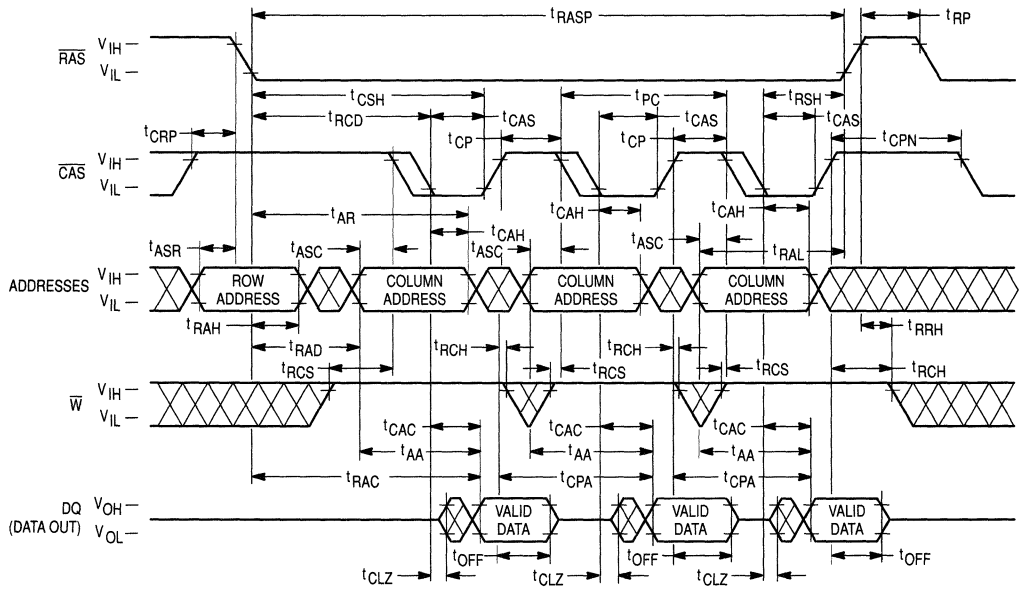 tRASP
tRP
RAS
VIH
VIL
tCSH
tPC
tRSH
tRCD
tCAS
tCAS
tCRP
tCP
tCP
tCPN
CAS
VIH
VIL
tAR
tCAH
tCAH
tCAH
tASR
tASC
tASC
tASC
tRAL
ADDRESSES
VIH
VIL
ROW ADDRESS
COLUMN ADDRESS
COLUMN ADDRESS
COLUMN ADDRESS
tRAH
tRRH
tRAD
tRCH
tRCH
tRCS
tRCS
tRCS
tRCH
W
VIH
VIL
tCAC
tCAC
tCAC
tAA
tAA
tAA
tRAC
tCPA
tCPA
DQ (DATA OUT)
VOH
VOL
VALID DATA
VALID DATA
VALID DATA
tOFF
tOFF
tOFF
tCLZ
tCLZ
tCLZ